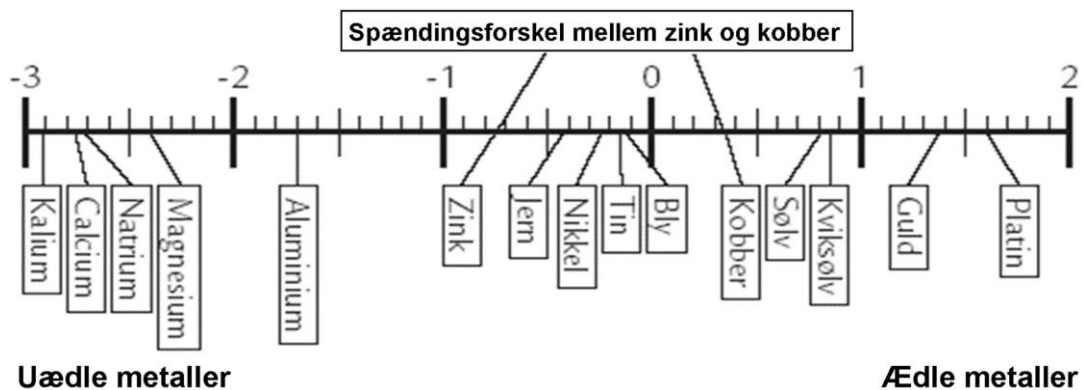 Spændingsforskel mellem zink og kobber
-3 -2 -1 0 1 2
Kalium
Calcium
Natrium
Magnesium
Aluminium
Zink
Jern
Nikkel
Tin
Bly
Kobber
Sølv
Kviksølv
Guld
Platin
Uædle metaller Ædle metaller